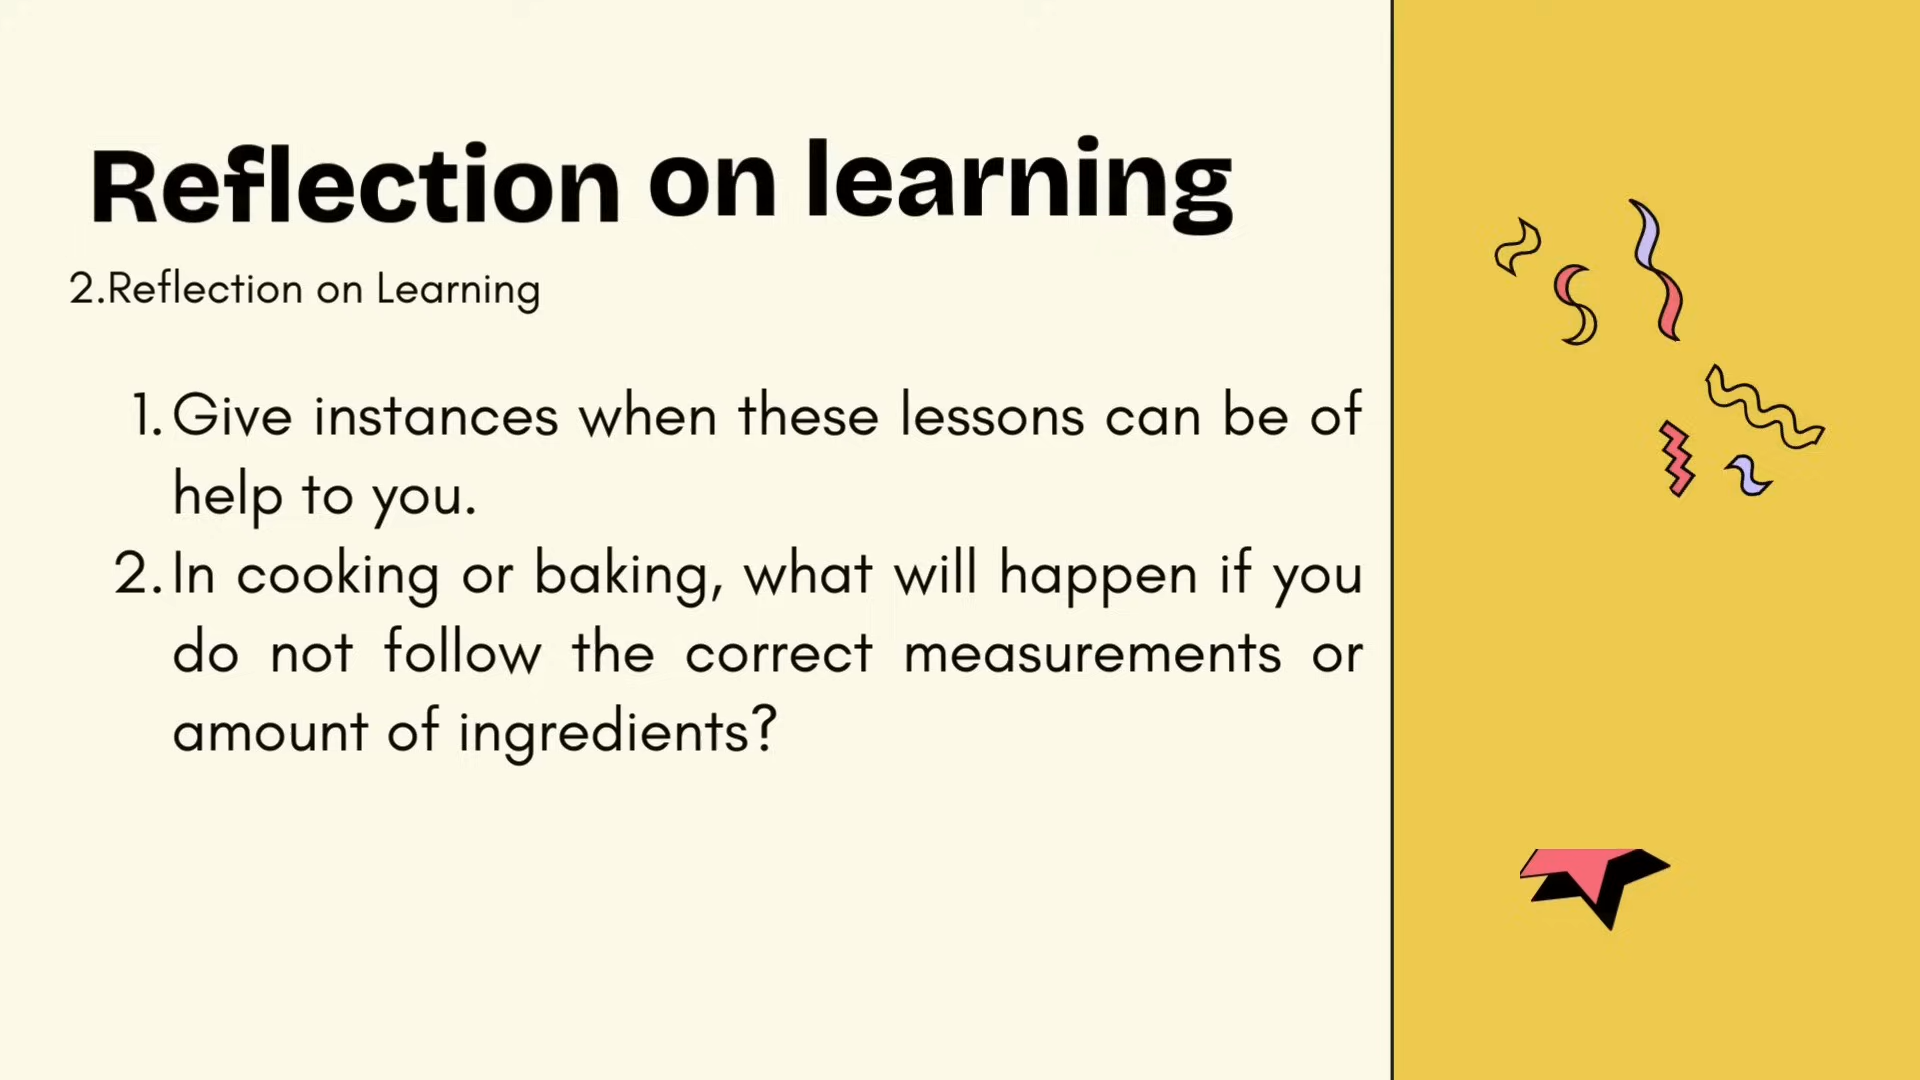 Reflection on learning
2.Reflection on Learning
1. Give instances when these lessons can be of
help to you.
2. In cooking or baking, what will happen if you
do not follow the correct measurements or
amount of ingredients?